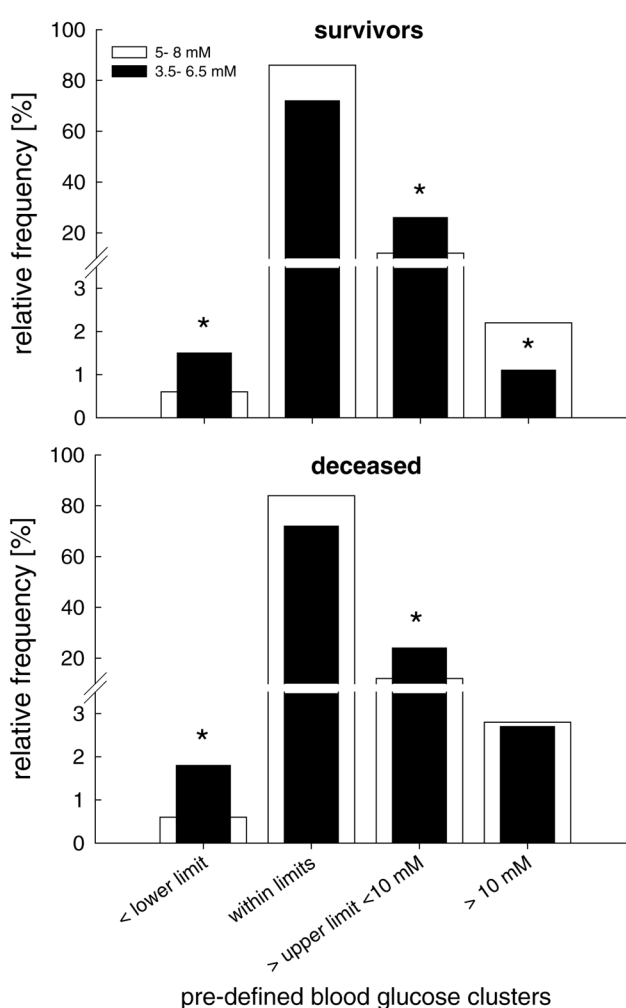 survivors
5- 8 mM
3.5- 6.5 mM
relative frequency [%]
100
80
60
40
20
3
2
1
0
*
*
*
deceased
relative frequency [%]
100
80
60
40
20
3
2
1
0
*
*
< lower limit
within limits
> upper limit <10 mM
> 10 mM
pre-defined blood glucose clusters